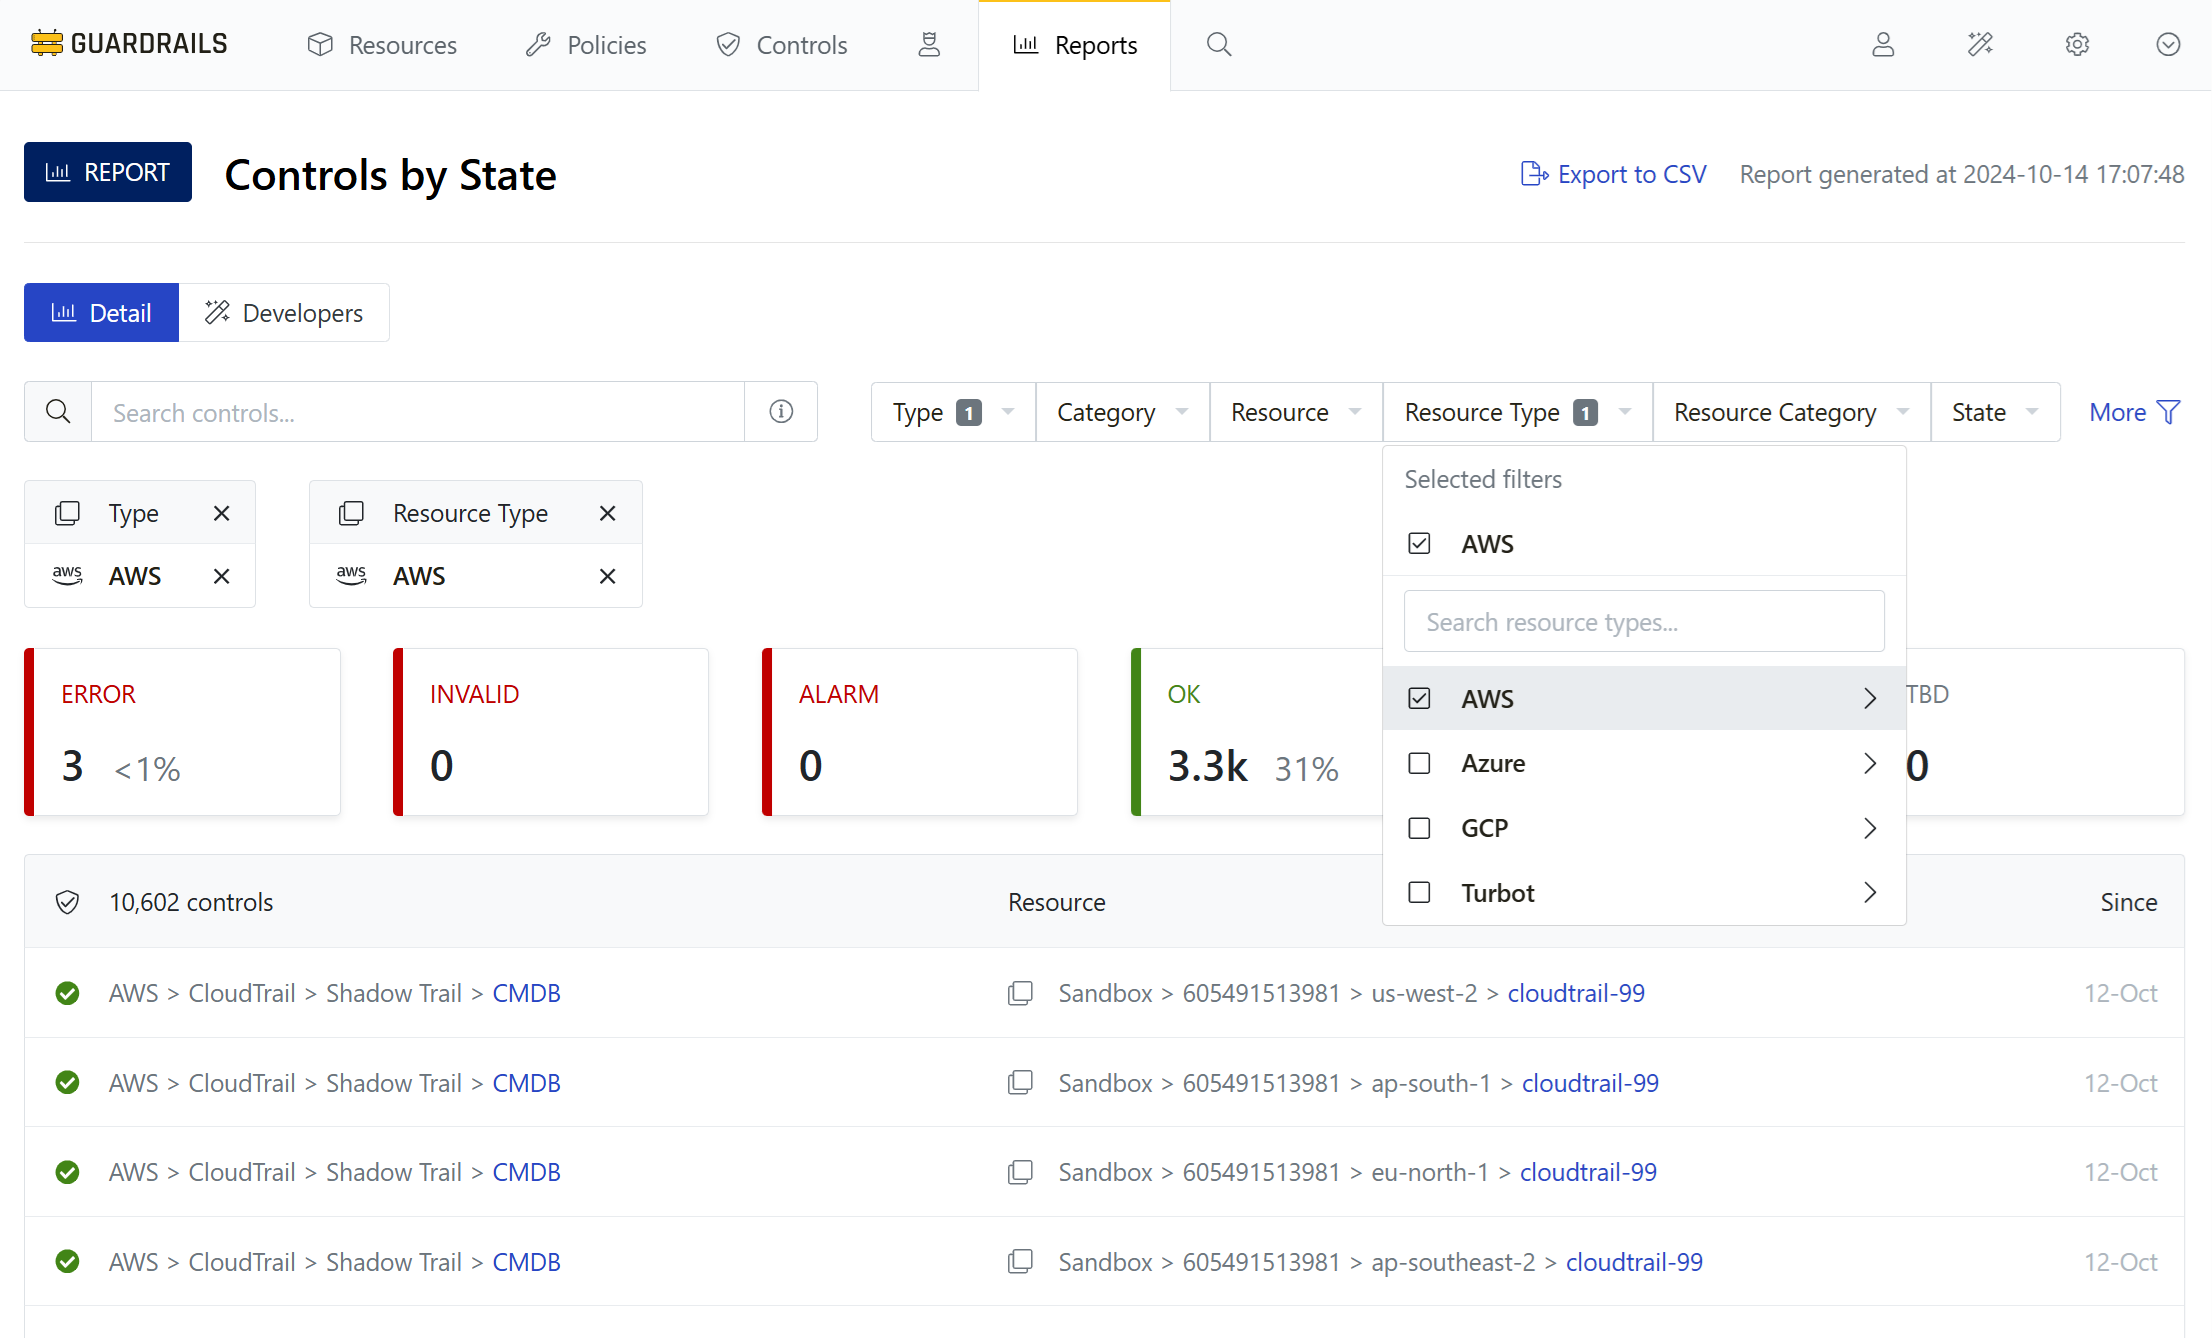 GUARDRAILS Resources Policies Controls Reports
REPORT Controls by State Export to CSV Report generated at 2024-10-14 17:07:48
Detail Developers
Search controls... Type 1 Category Resource Resource Type 1 Resource Category State More
Selected filters
AWS
Type Resource Type
aws AWS aws AWS
Search resource types...
AWS
Azure
GCP
Turbot
ERROR INVALID ALARM OK TBD
3 <1% 0 0 3.3k 31% 0
10,602 controls Resource Since
AWS > CloudTrail > Shadow Trail > CMDB Sandbox > 605491513981 > us-west-2 > cloudtrail-99 12-Oct
AWS > CloudTrail > Shadow Trail > CMDB Sandbox > 605491513981 > ap-south-1 > cloudtrail-99 12-Oct
AWS > CloudTrail > Shadow Trail > CMDB Sandbox > 605491513981 > eu-north-1 > cloudtrail-99 12-Oct
AWS > CloudTrail > Shadow Trail > CMDB Sandbox > 605491513981 > ap-southeast-2 > cloudtrail-99 12-Oct